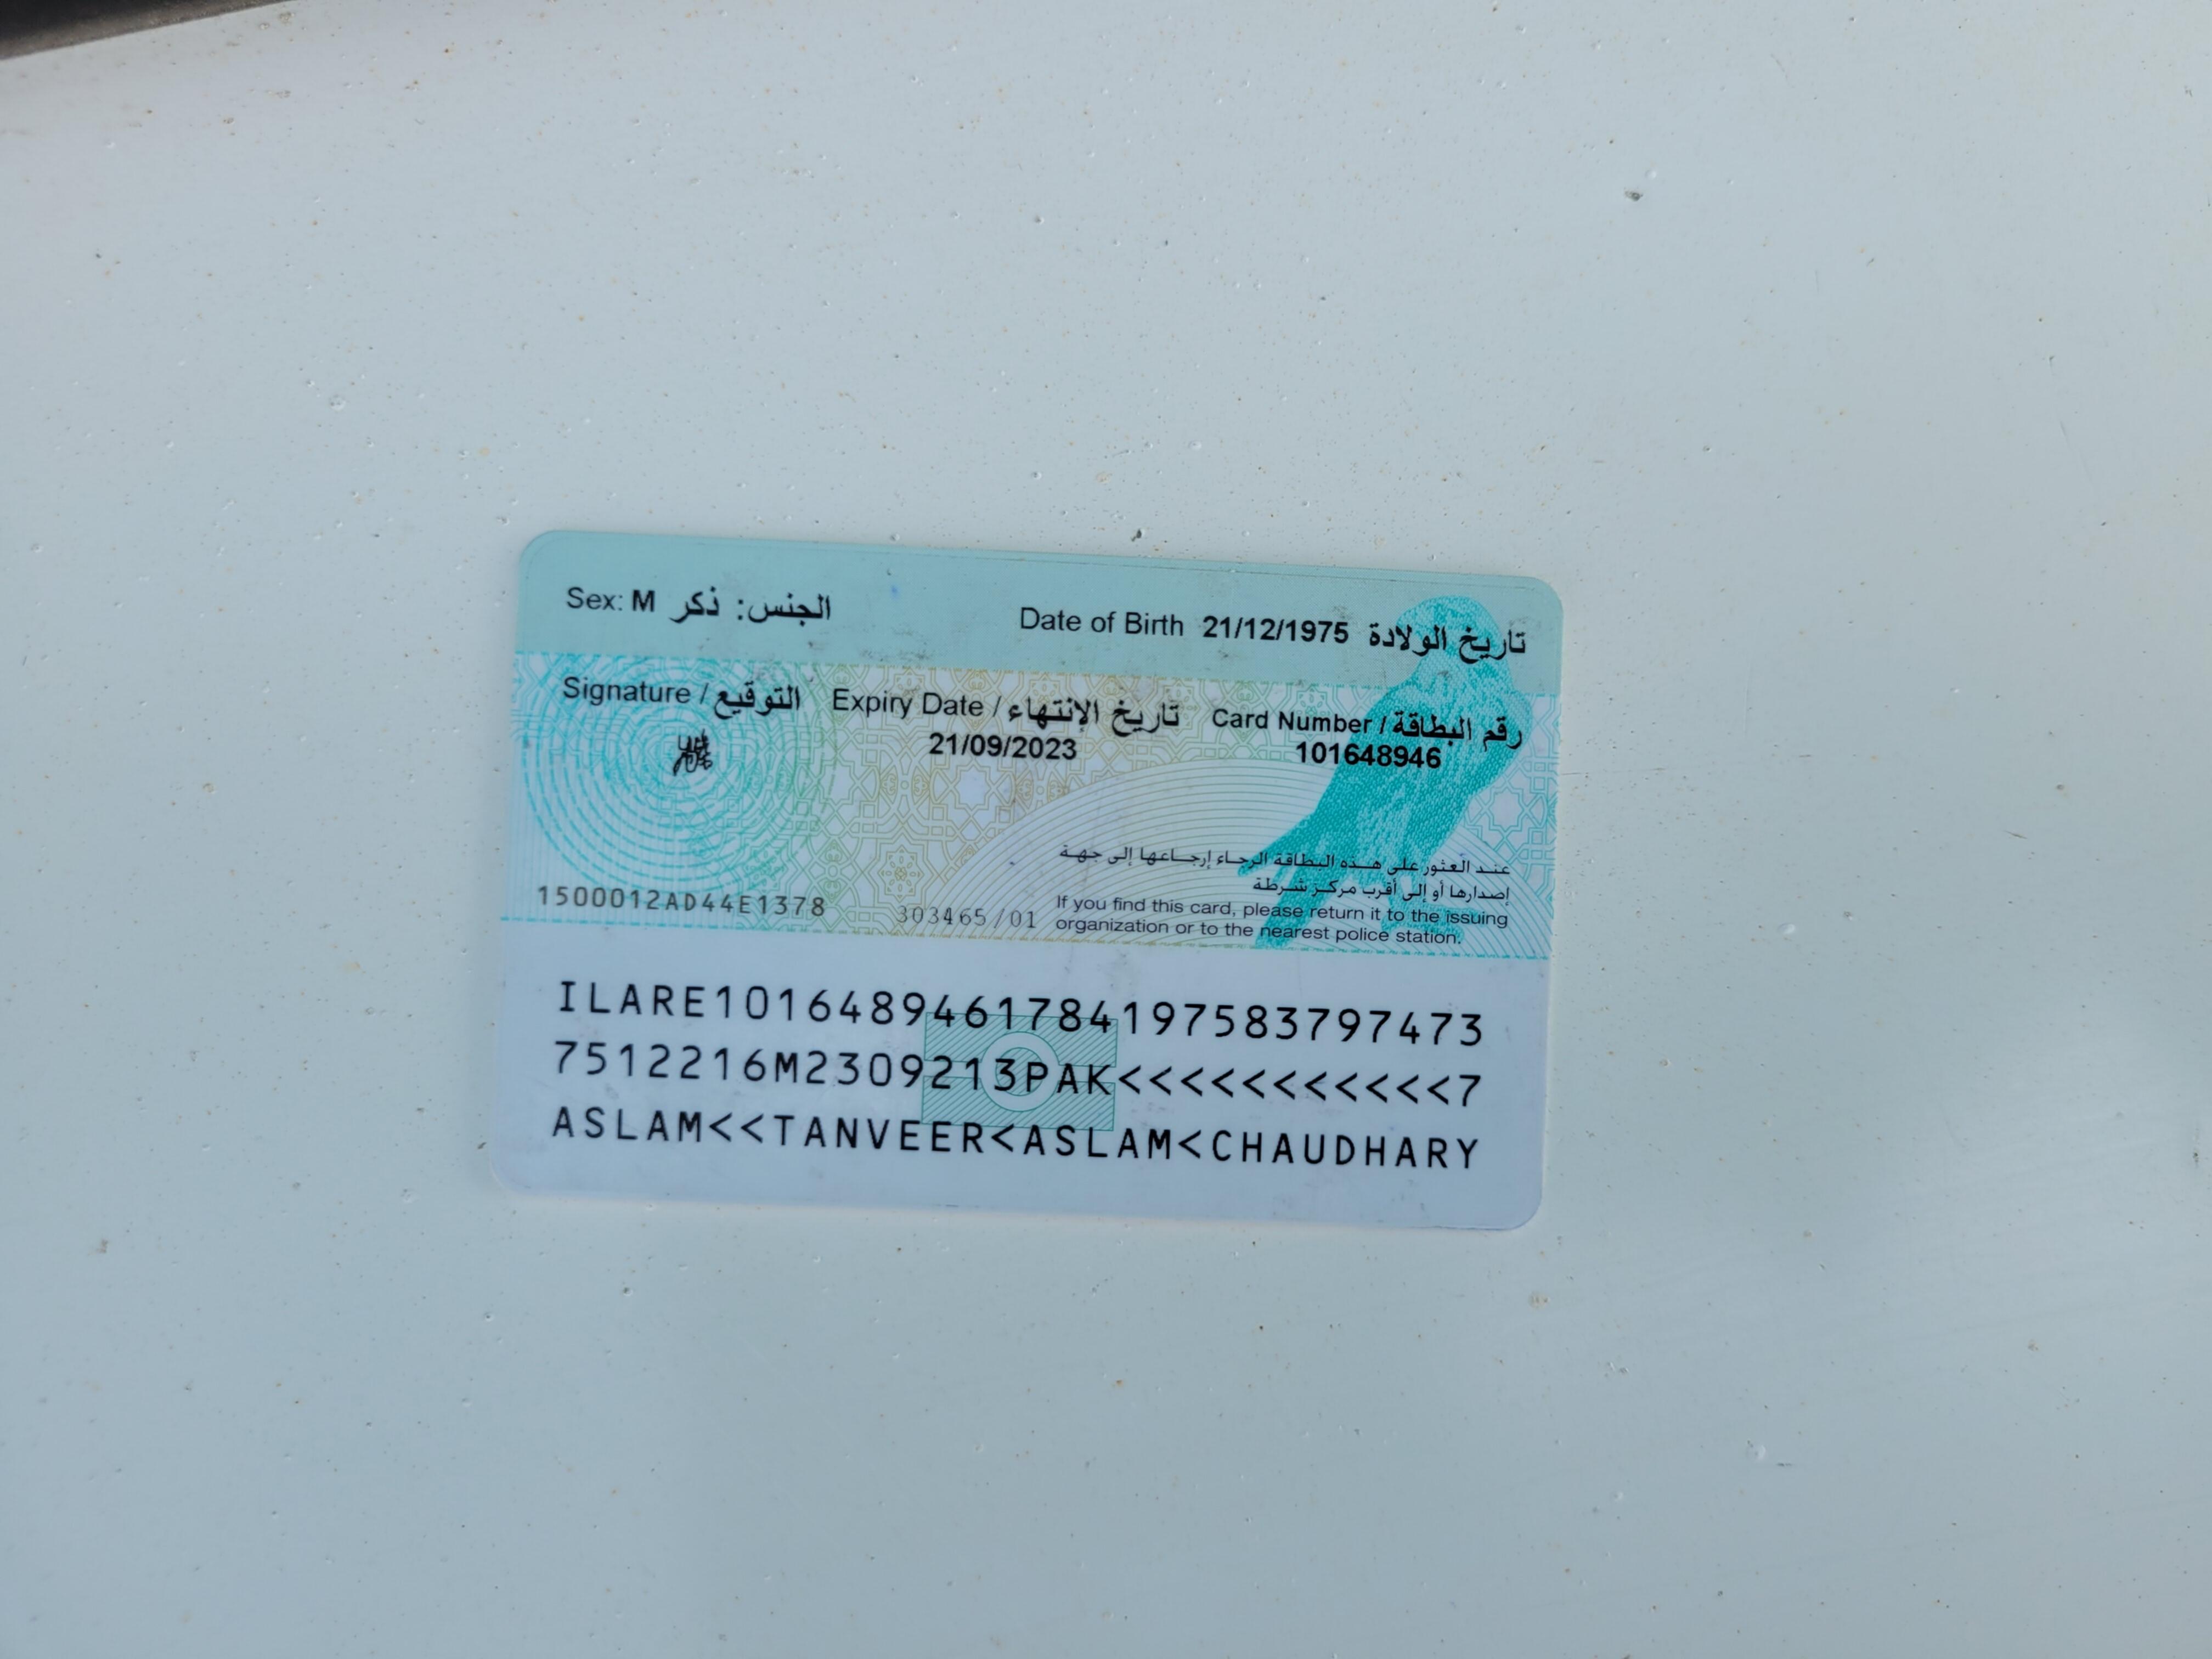 Sex: M الجنس: ذكر
Date of Birth 21/12/1975 تاريخ الولادة
Signature / التوقيع
Expiry Date / تاريخ الإنتهاء
21/09/2023
Card Number / رقم البطاقة
101648946
عند العثور على هذه البطاقة الرجاء إرجاعها إلى جهة
إصدارها أو إلى أقرب مركز شرطة
If you find this card, please return it to the issuing
organization or to the nearest police station.
1500012AD44E1378
303465/01
ILARE1016489461784197583797473
7512216M2309213PAK<<<<<<<<<<<7
ASLAM<<TANVEER<ASLAM<CHAUDHARY